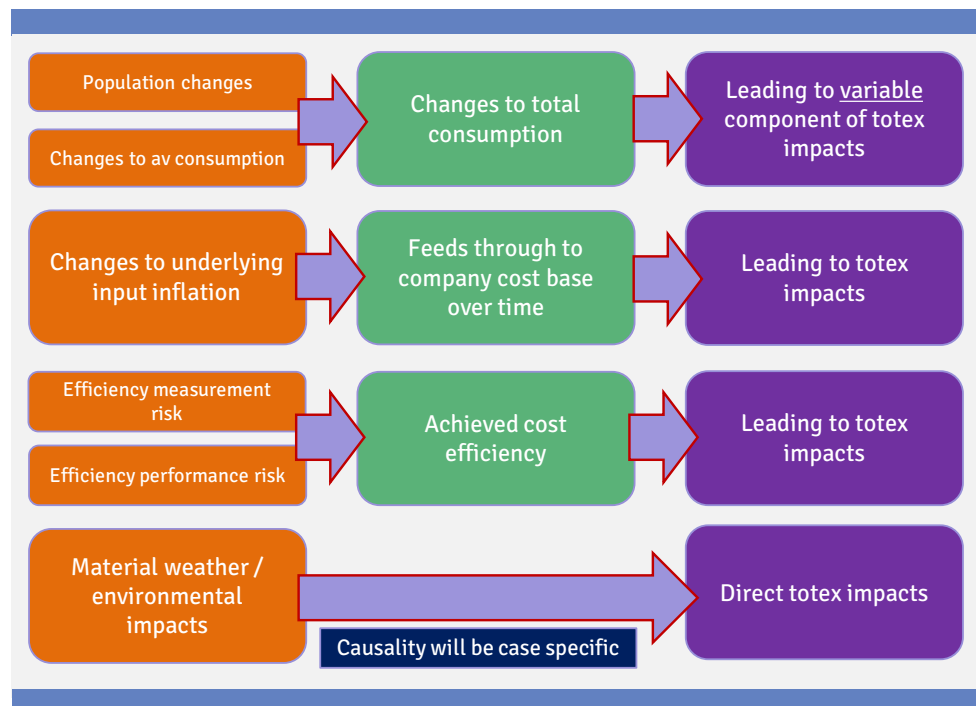 Population changes
Changes to av consumption
Changes to total
consumption
Leading to variable
component of totex
impacts
Changes to underlying
input inflation
Feeds through to
company cost base
over time
Leading to totex
impacts
Efficiency measurement
risk
Efficiency performance risk
Achieved cost
efficiency
Leading to totex
impacts
Material weather /
environmental
impacts
Causality will be case specific
Direct totex impacts